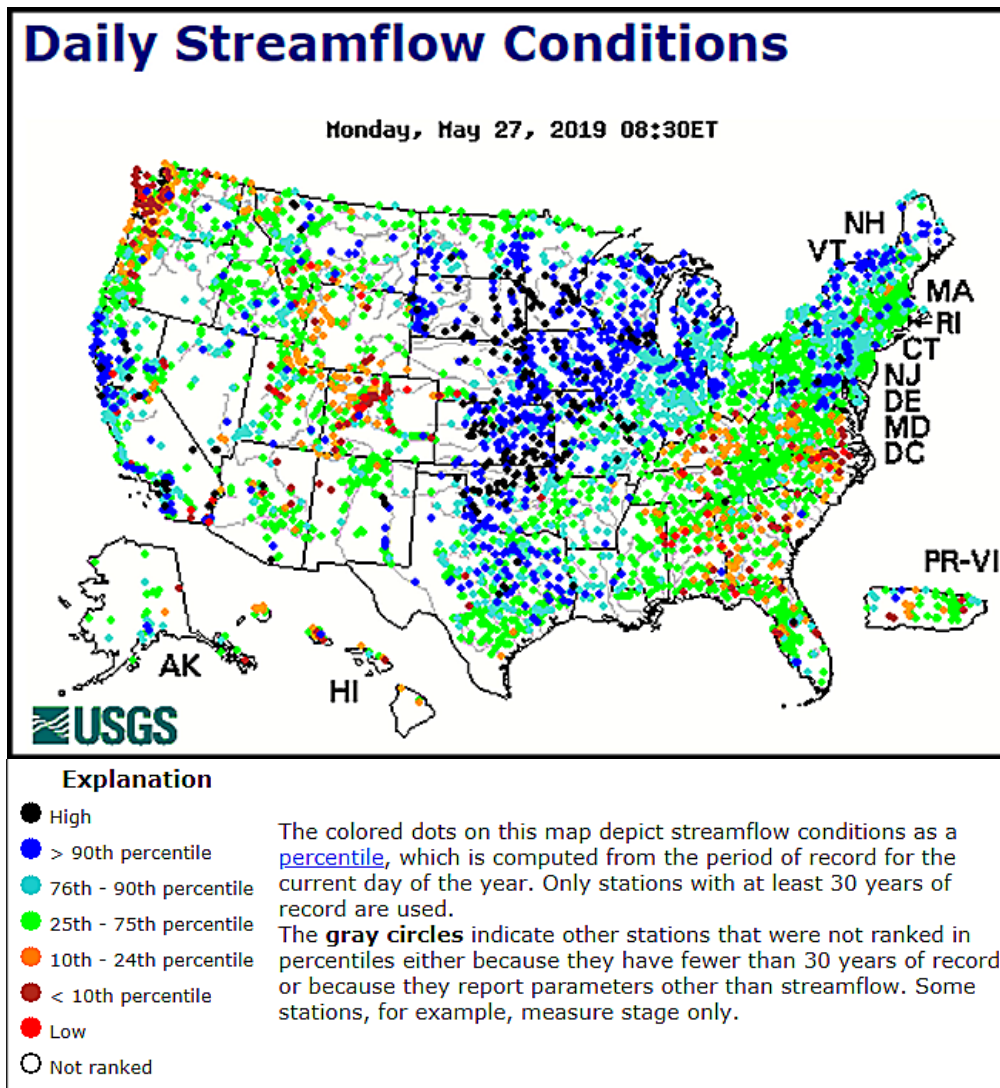 Daily Streamflow Conditions
Monday, May 27, 2019 08:30ET
NH
VT
MA
RI
CT
NJ
DE
MD
DC
PR-VI
AK
HI
USGS
Explanation
High
> 90th percentile
76th - 90th percentile
25th - 75th percentile
10th - 24th percentile
< 10th percentile
Low
Not ranked
The colored dots on this map depict streamflow conditions as a
percentile, which is computed from the period of record for the
current day of the year. Only stations with at least 30 years of
record are used.
The gray circles indicate other stations that were not ranked in
percentiles either because they have fewer than 30 years of record
or because they report parameters other than streamflow. Some
stations, for example, measure stage only.